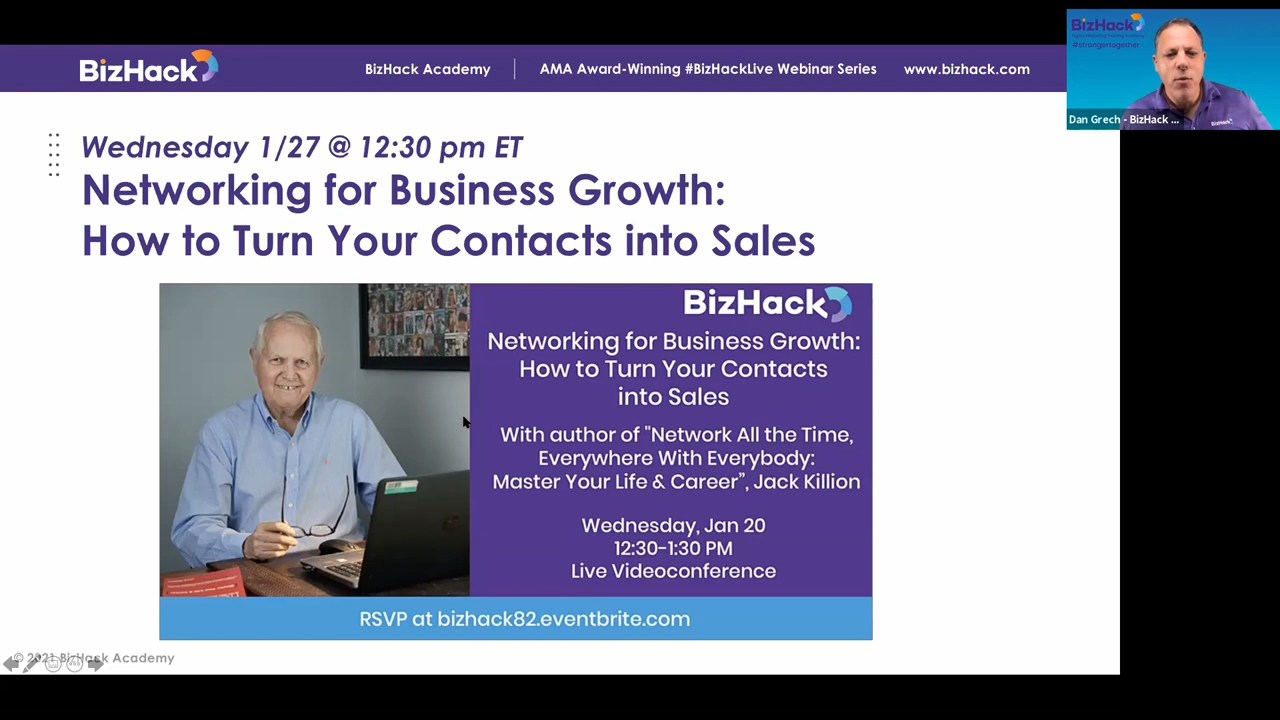 BizHack
BizHack Academy
AMA Award-Winning #BizHackLive Webinar Series
www.bizhack.com
BizHack
#strongertogether
BizHack
Dan Grech - BizHack ...
Wednesday 1/27 @ 12:30 pm ET
Networking for Business Growth:
How to Turn Your Contacts into Sales
BizHack
Networking for Business Growth:
How to Turn Your Contacts
into Sales
With author of "Network All the Time,
Everywhere With Everybody:
Master Your Life & Career”, Jack Killion
Wednesday, Jan 20
12:30-1:30 PM
Live Videoconference
RSVP at bizhack82.eventbrite.com
© 2021 BizHack Academy